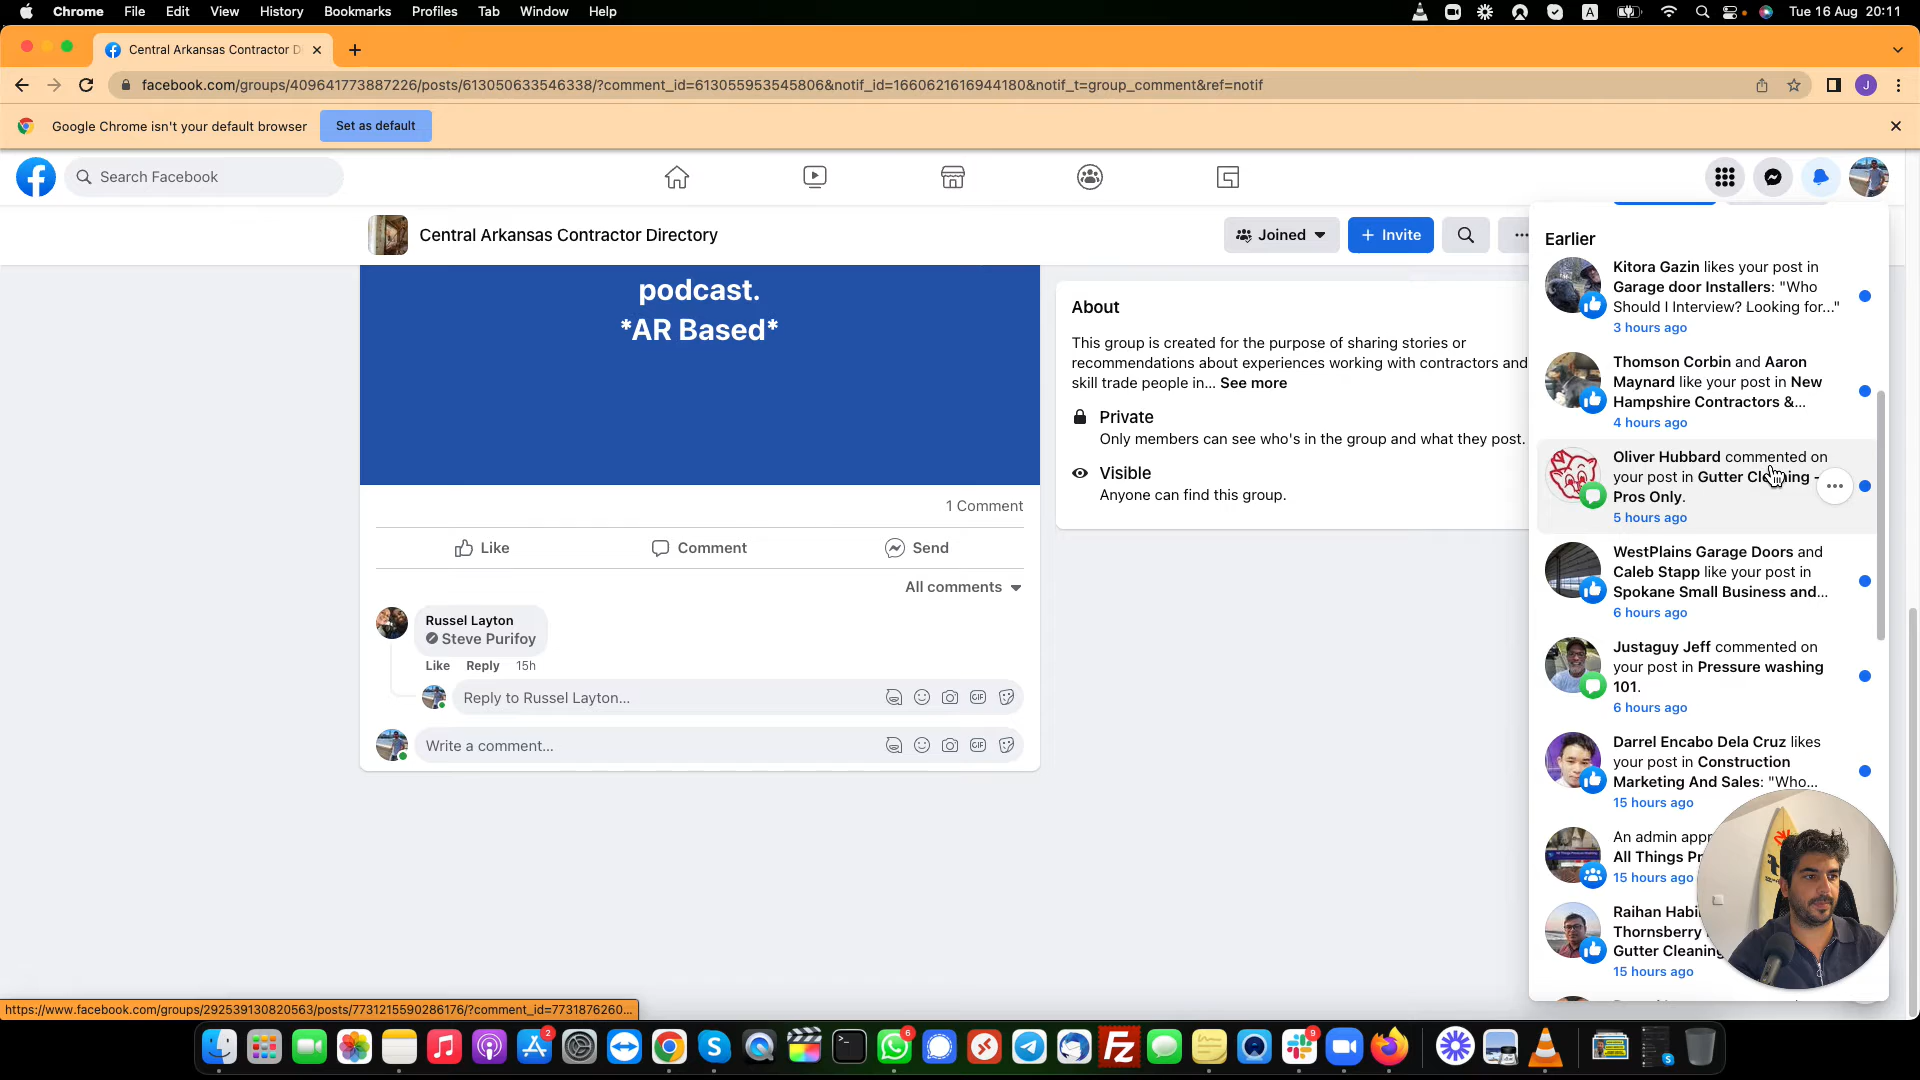 Chrome File Edit View History Bookmarks Profiles Tab Window Help A Tue 16 Aug 20:11
Central Arkansas Contractor D
facebook.com/groups/409641773887226/posts/613050633546338/?comment_id=613055953545806&notif_id=1660621616944180&notif_t=group_comment&ref=notif J
Google Chrome isn't your default browser Set as default
Search Facebook
Central Arkansas Contractor Directory
Joined + Invite
podcast.
*AR Based*
1 Comment
Like Comment Send
All comments
Russel Layton
Steve Purifoy
Like Reply 15h
Reply to Russel Layton... GIF
Write a comment... GIF
About
This group is created for the purpose of sharing stories or
recommendations about experiences working with contractors and
skill trade people in... See more
Private
Only members can see who's in the group and what they post.
Visible
Anyone can find this group.
Earlier
Kitora Gazin likes your post in
Garage door Installers: "Who
Should I Interview? Looking for..."
3 hours ago
Thomson Corbin and Aaron
Maynard like your post in New
Hampshire Contractors &...
4 hours ago
Oliver Hubbard commented on
your post in Gutter Cleaning -
Pros Only.
5 hours ago
WestPlains Garage Doors and
Caleb Stapp like your post in
Spokane Small Business and...
6 hours ago
Justaguy Jeff commented on
your post in Pressure washing
101.
6 hours ago
Darrel Encabo Dela Cruz likes
your post in Construction
Marketing And Sales: "Who...
15 hours ago
An admin appr
All Things Pr
15 hours ago
Raihan Habi
Thornsberry
Gutter Cleaning
15 hours ago
https://www.facebook.com/groups/292539130820563/posts/7731215590286176/?comment_id=7731876260...
2 6 9